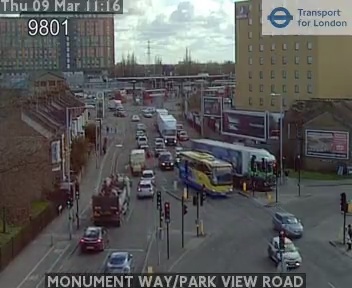 Thu 09 Mar 11:16
9801
Transport
for London
MONUMENT WAY/PARK VIEW ROAD